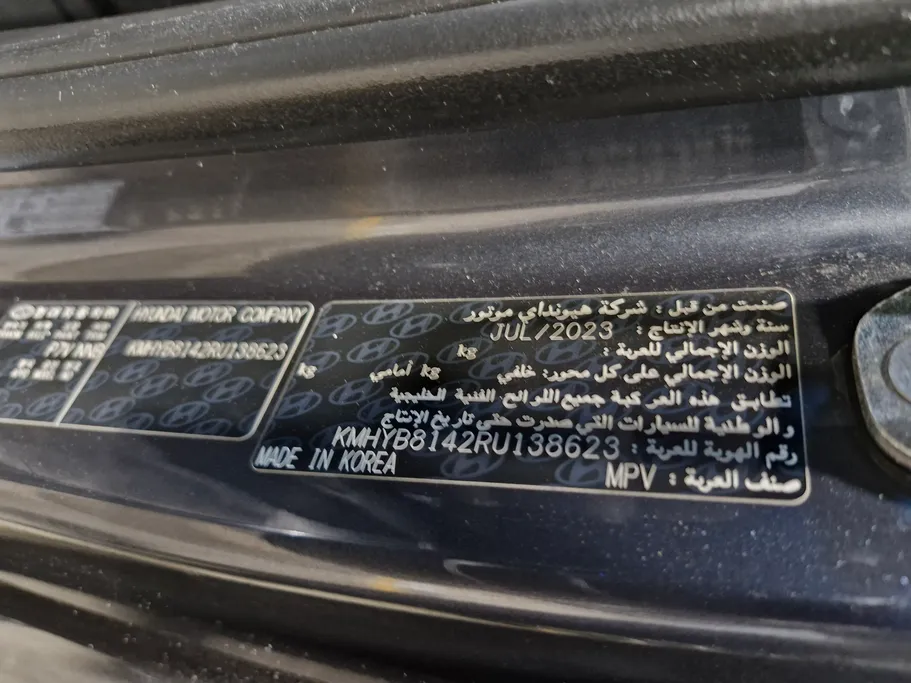 HYUNDAI MOTOR COMPANY
KMHYB8142RU138623
صنعت من قبل : شركة هيونداي موتور
سنة وشهر الإنتاج : JUL/2023
الوزن الإجمالي للعربة : kg
الوزن الإجمالي على كل محور: خلفي kg أمامي kg
تطابق هذه المركبة جميع اللوائح الفنية الخليجية
و الوطنية للسيارات التي صدرت حتى تاريخ الإنتاج
رقم الهوية للعربة : KMHYB8142RU138623
صنف العربة : MPV
MADE IN KOREA